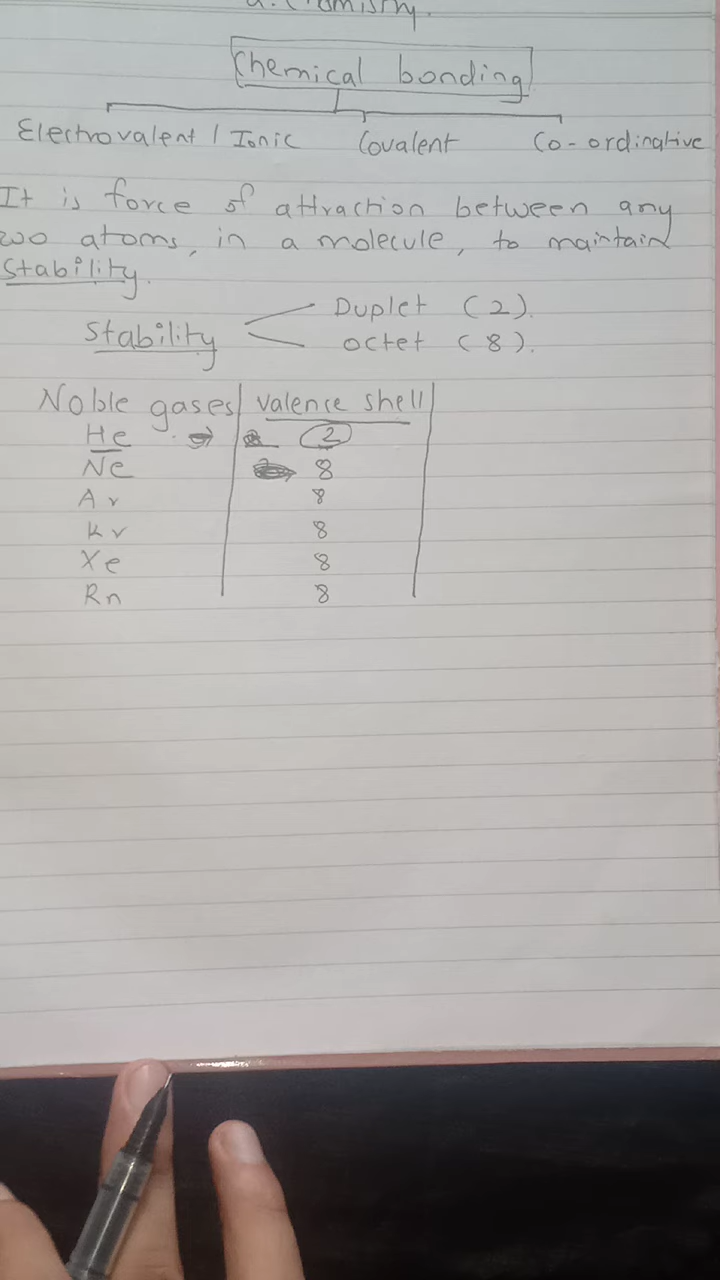 Chemical bonding
Electrovalent / Ionic Covalent Co-ordinative
It is force of attraction between any
two atoms, in a molecule, to maintain
stability.
Stability Duplet (2).
octet (8).
Noble gases valence shell
He 2
Ne 8
Ar 8
Kr 8
Xe 8
Rn 8